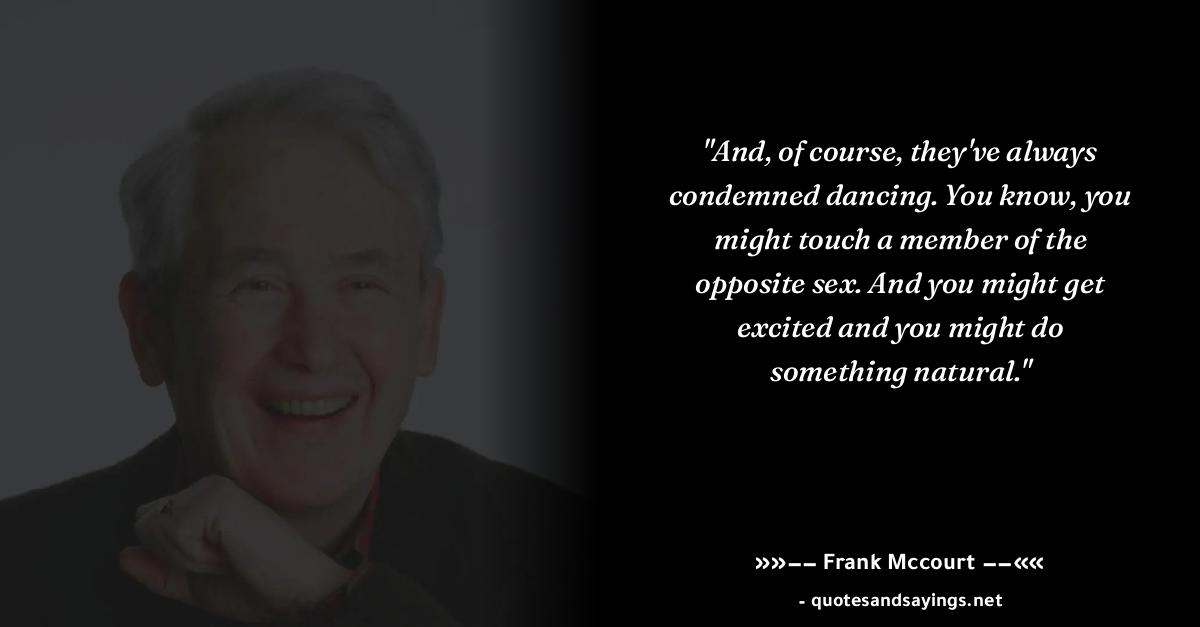 "And, of course, they've always
condemned dancing. You know, you
might touch a member of the
opposite sex. And you might get
excited and you might do
something natural."
»»−− Frank Mccourt −−««
- quotesandsayings.net